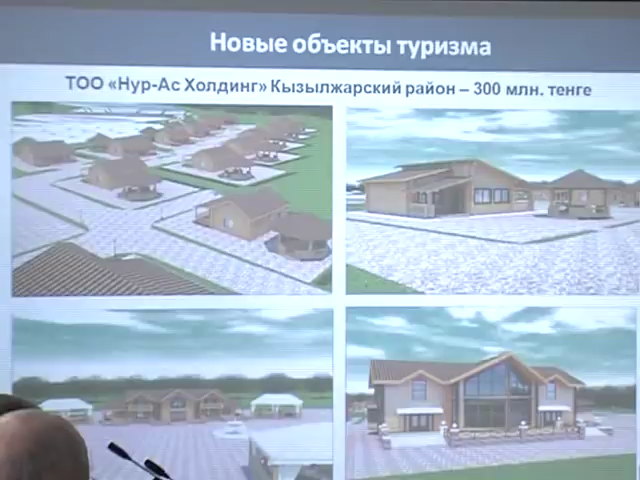 Новые объекты туризма
ТОО «Нур-Ас Холдинг» Кызылжарский район – 300 млн. тенге